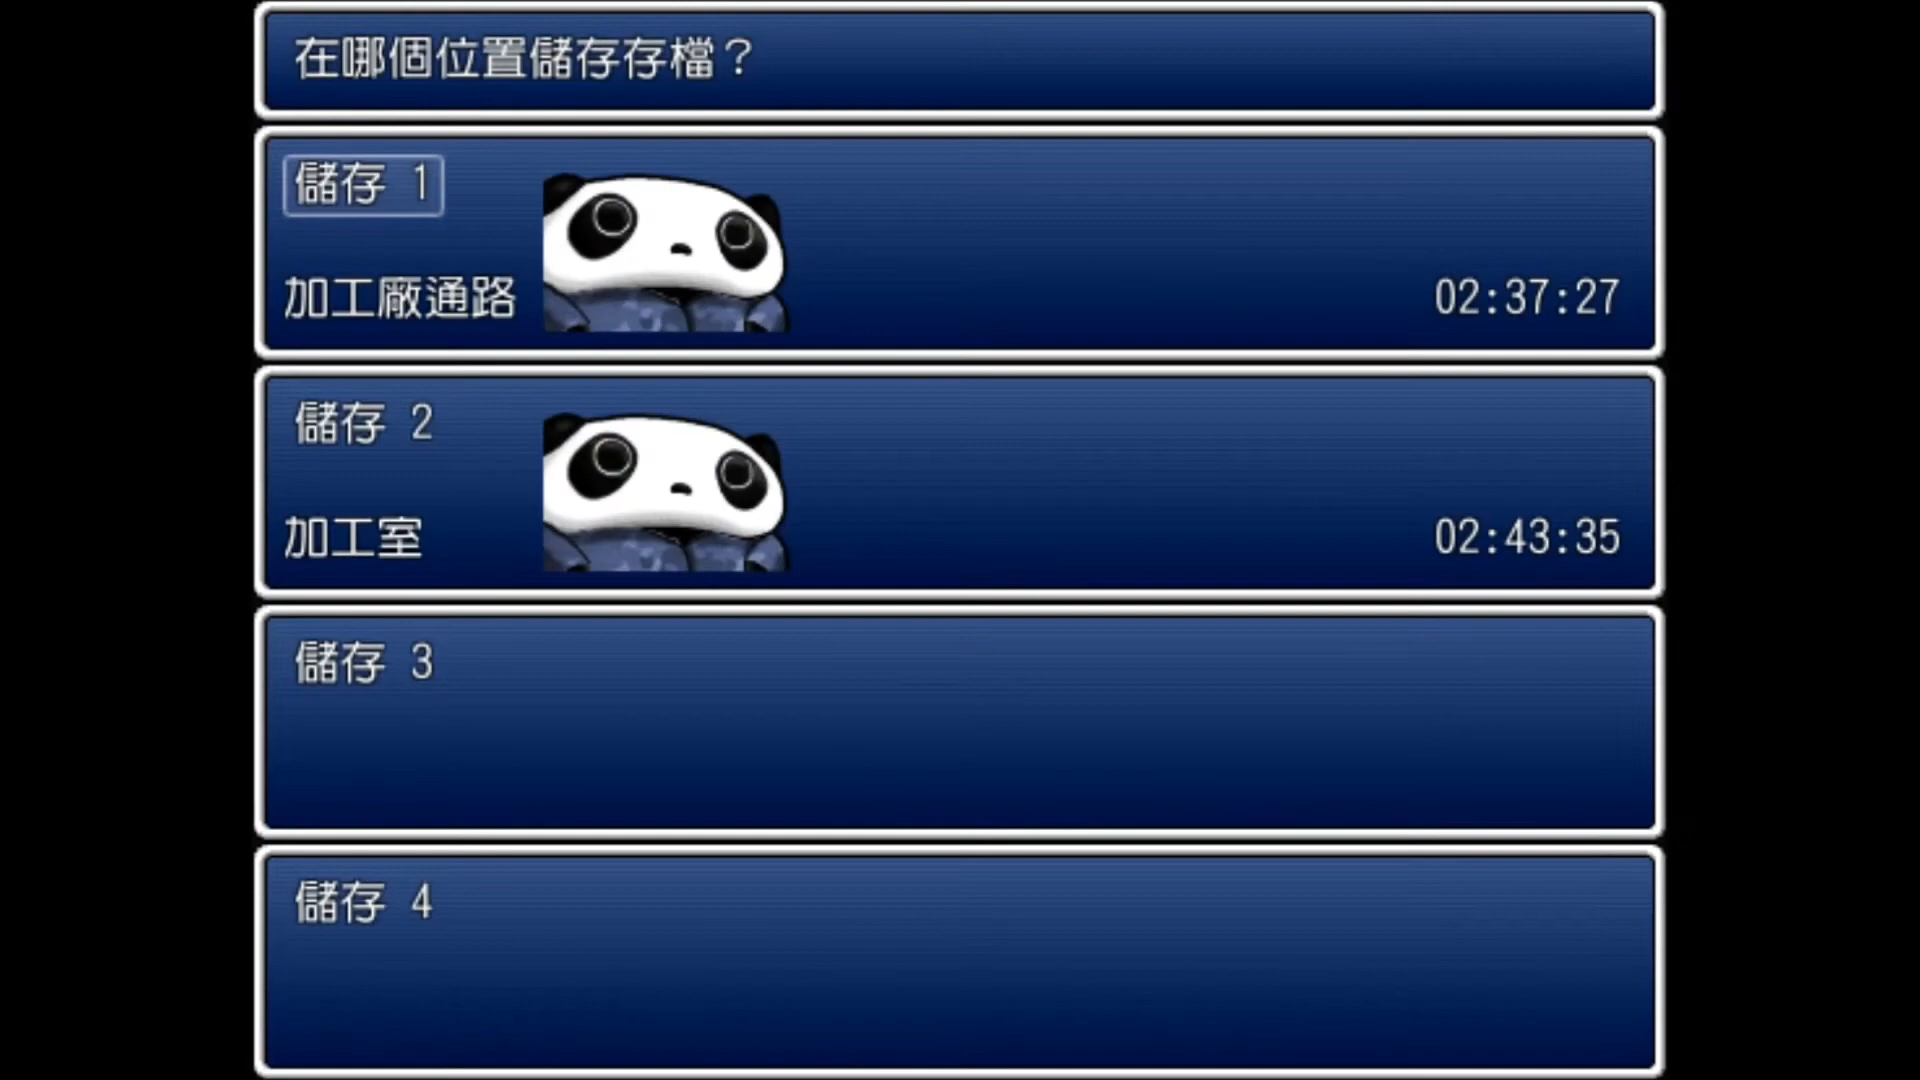 在哪個位置儲存存檔？
儲存 1
加工廠通路
02:37:27
儲存 2
加工室
02:43:35
儲存 3
儲存 4